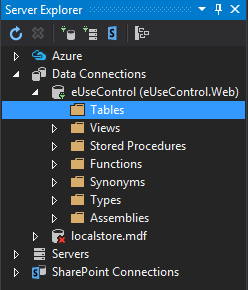 Server Explorer
Azure
Data Connections
eUseControl (eUseControl.Web)
Tables
Views
Stored Procedures
Functions
Synonyms
Types
Assemblies
localstore.mdf
Servers
SharePoint Connections